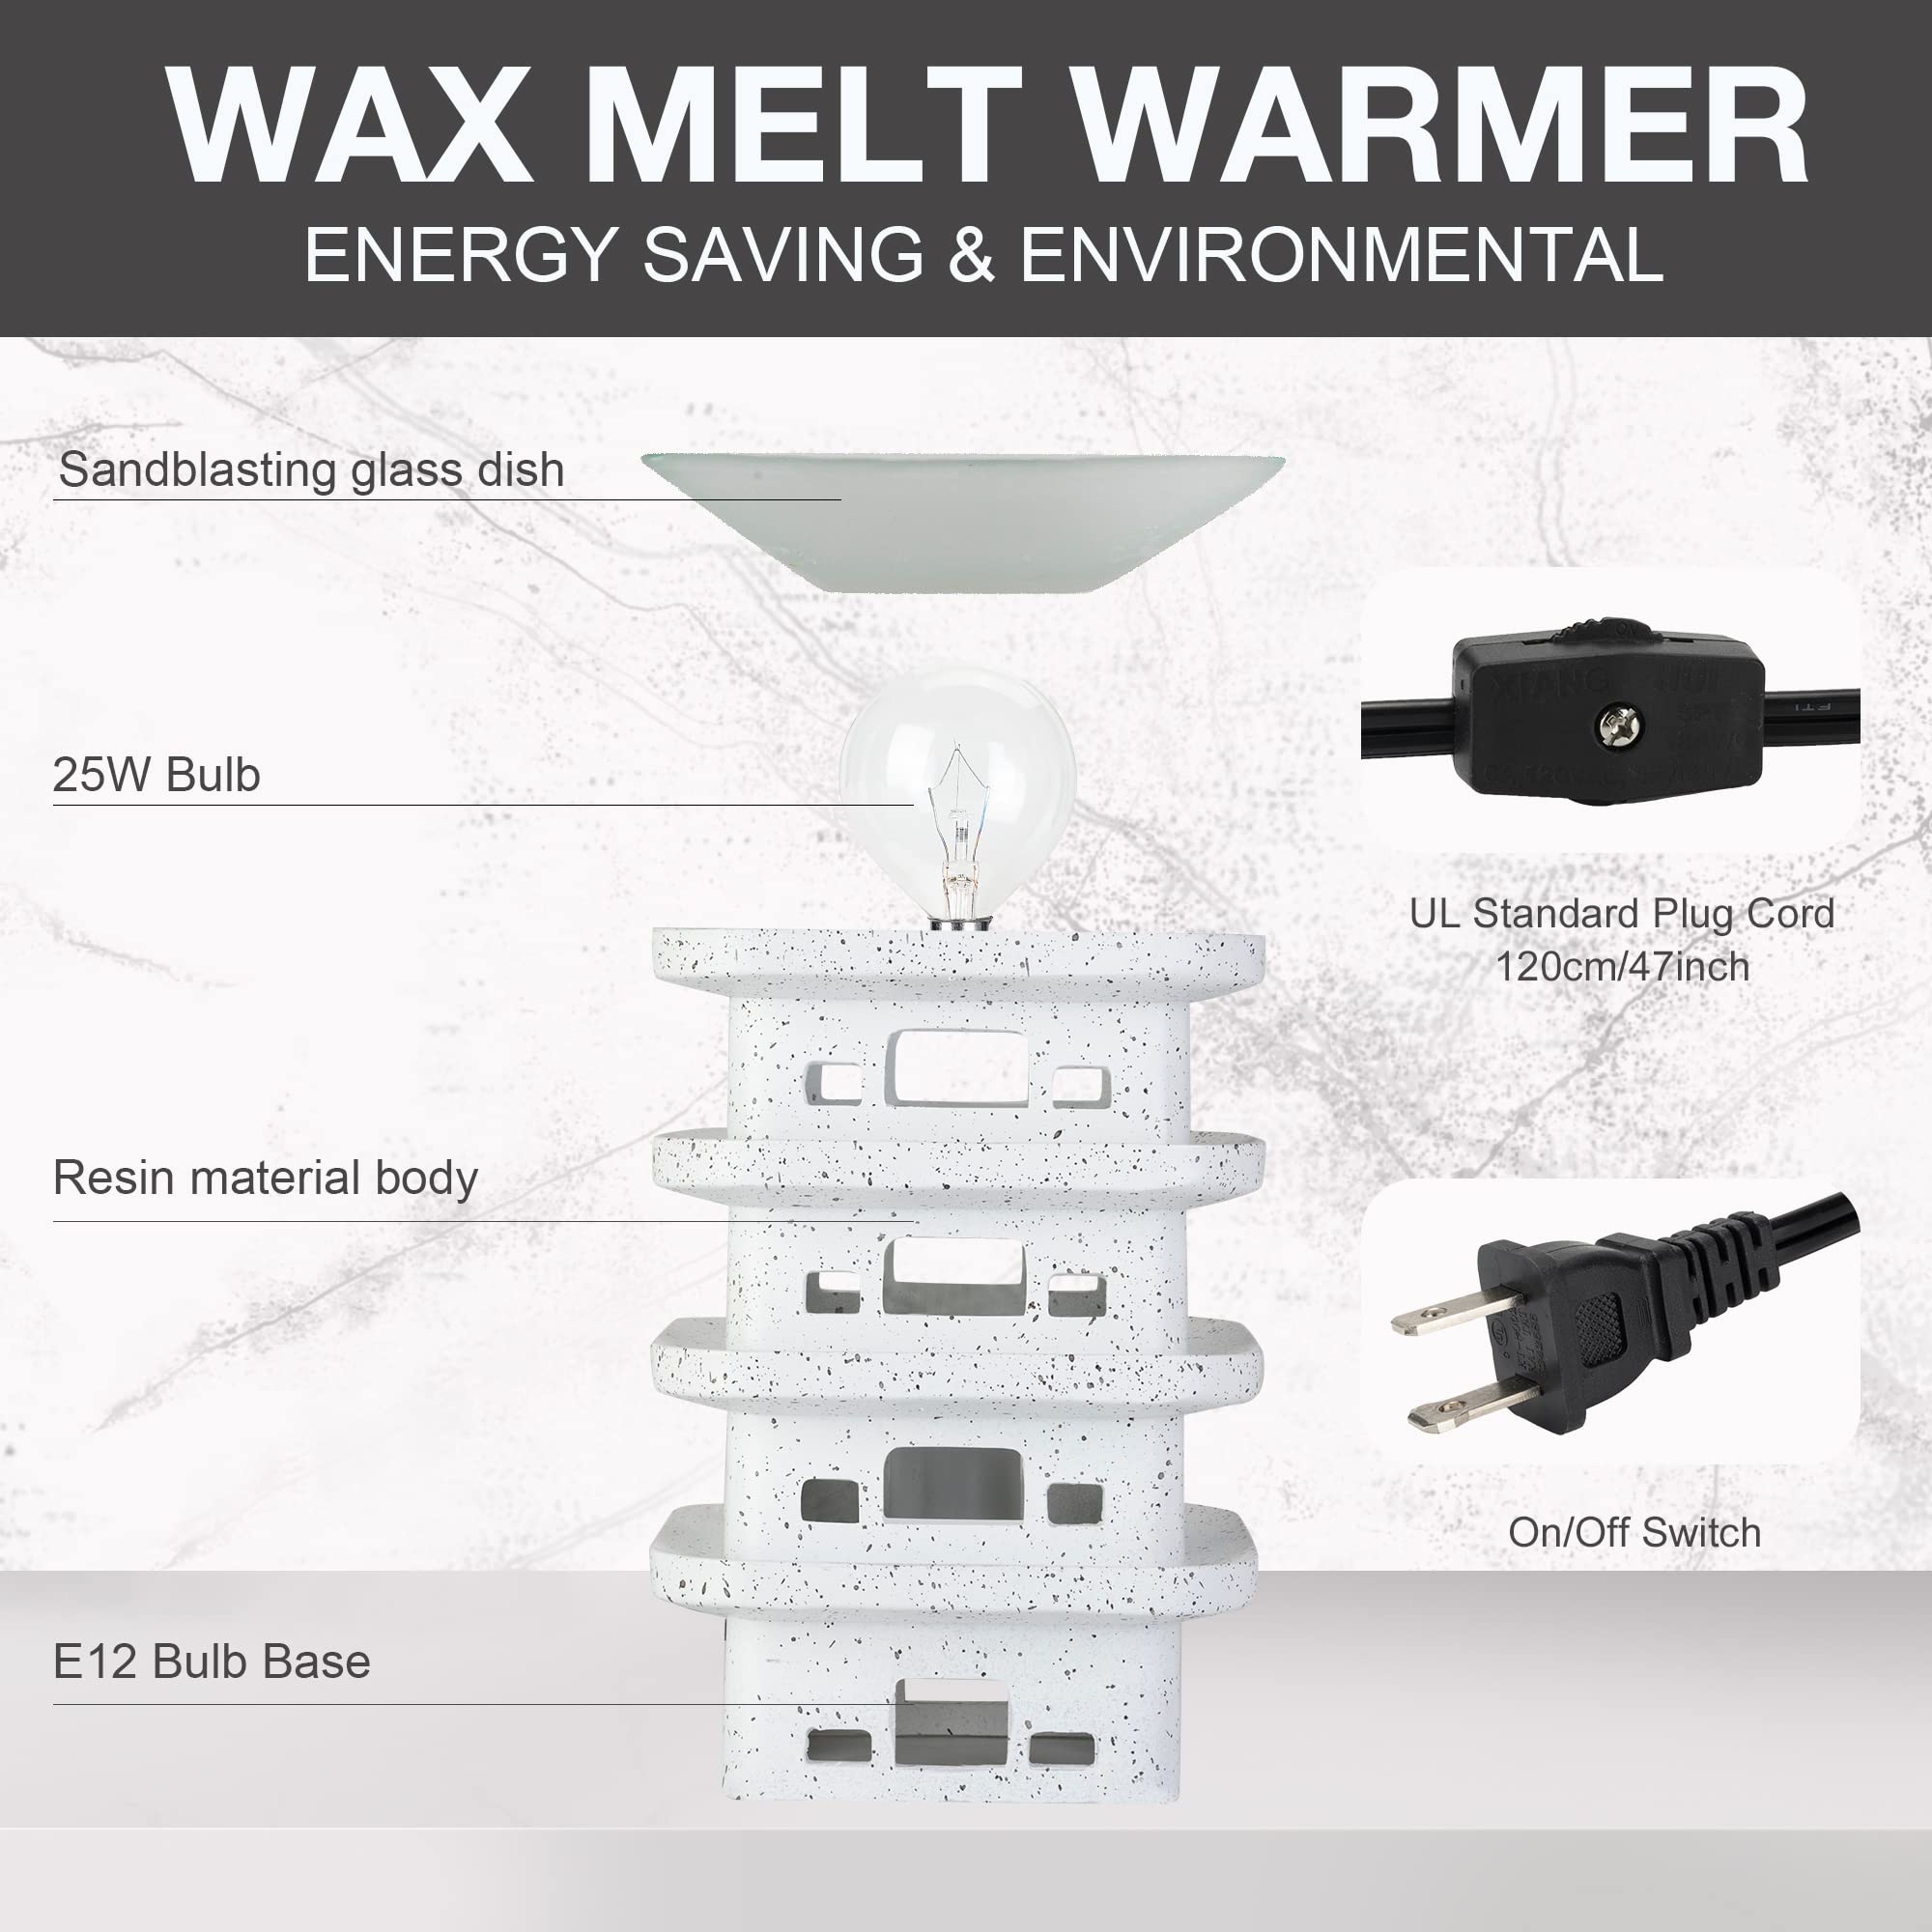 WAX MELT WARMER
ENERGY SAVING & ENVIRONMENTAL
Sandblasting glass dish
25W Bulb
XIANG
UL Standard Plug Cord
120cm/47inch
Resin material body
On/Off Switch
E12 Bulb Base